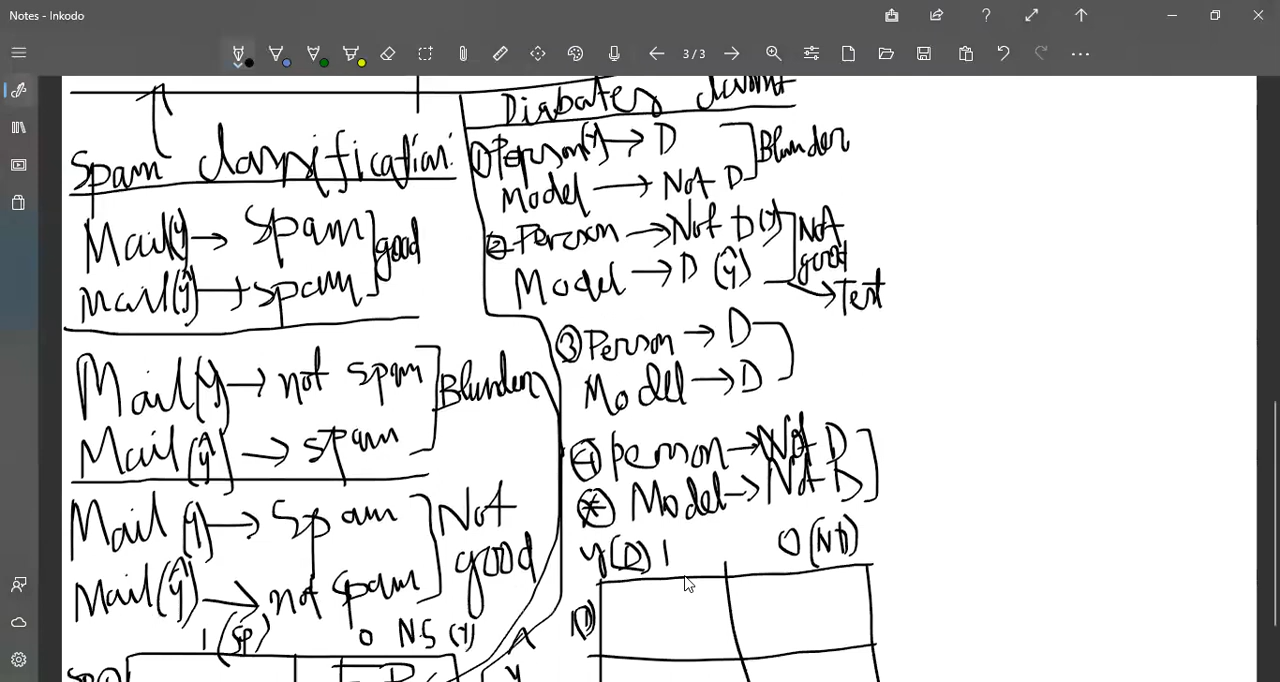 Notes - Inkodo
3/3
Spam classification
Mail(y) → Spam
Mail(ŷ) → spam
good
Mail(y) → not spam
Mail(ŷ) → spam
Blunder
Mail(y) → Spam
Mail(ŷ) → not spam
Not good
1 (SP) 0 NS (Y)
Diabates
① Person(y) → D
Model → Not D
Blunder
② Person → Not D(y)
Model → D (ŷ)
Not good
→ Test
③ Person → D
Model → D
④ person → Not D
Model → Not D
y(D) 1 0(ND)